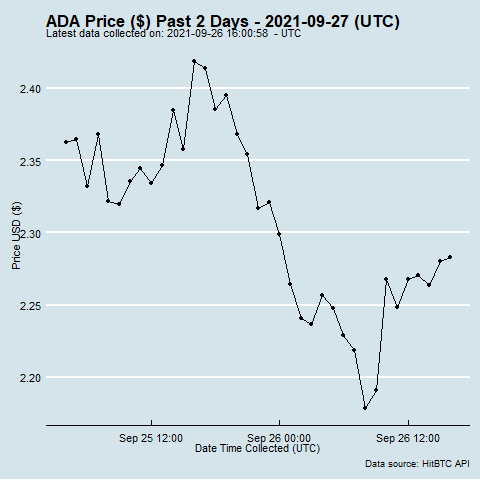 ADA Price ($) Past 2 Days - 2021-09-27 (UTC)
Latest data collected on: 2021-09-26 16:00:58 - UTC
2.40
2.35
2.30
2.25
2.20
Price USD ($)
Sep 25 12:00 Sep 26 00:00 Sep 26 12:00
Date Time Collected (UTC)
Data source: HitBTC API